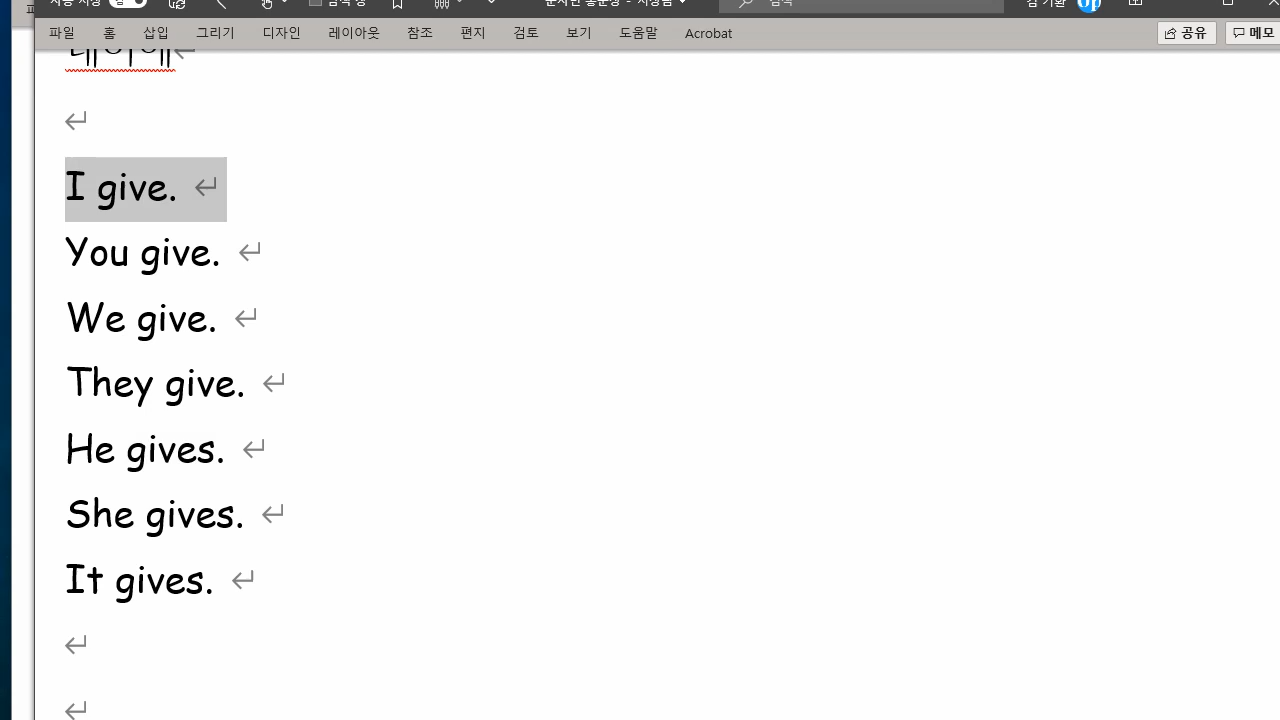 파일 홈 삽입 그리기 디자인 레이아웃 참조 편지 검토 보기 도움말 Acrobat 공유 메모
I give.
You give.
We give.
They give.
He gives.
She gives.
It gives.